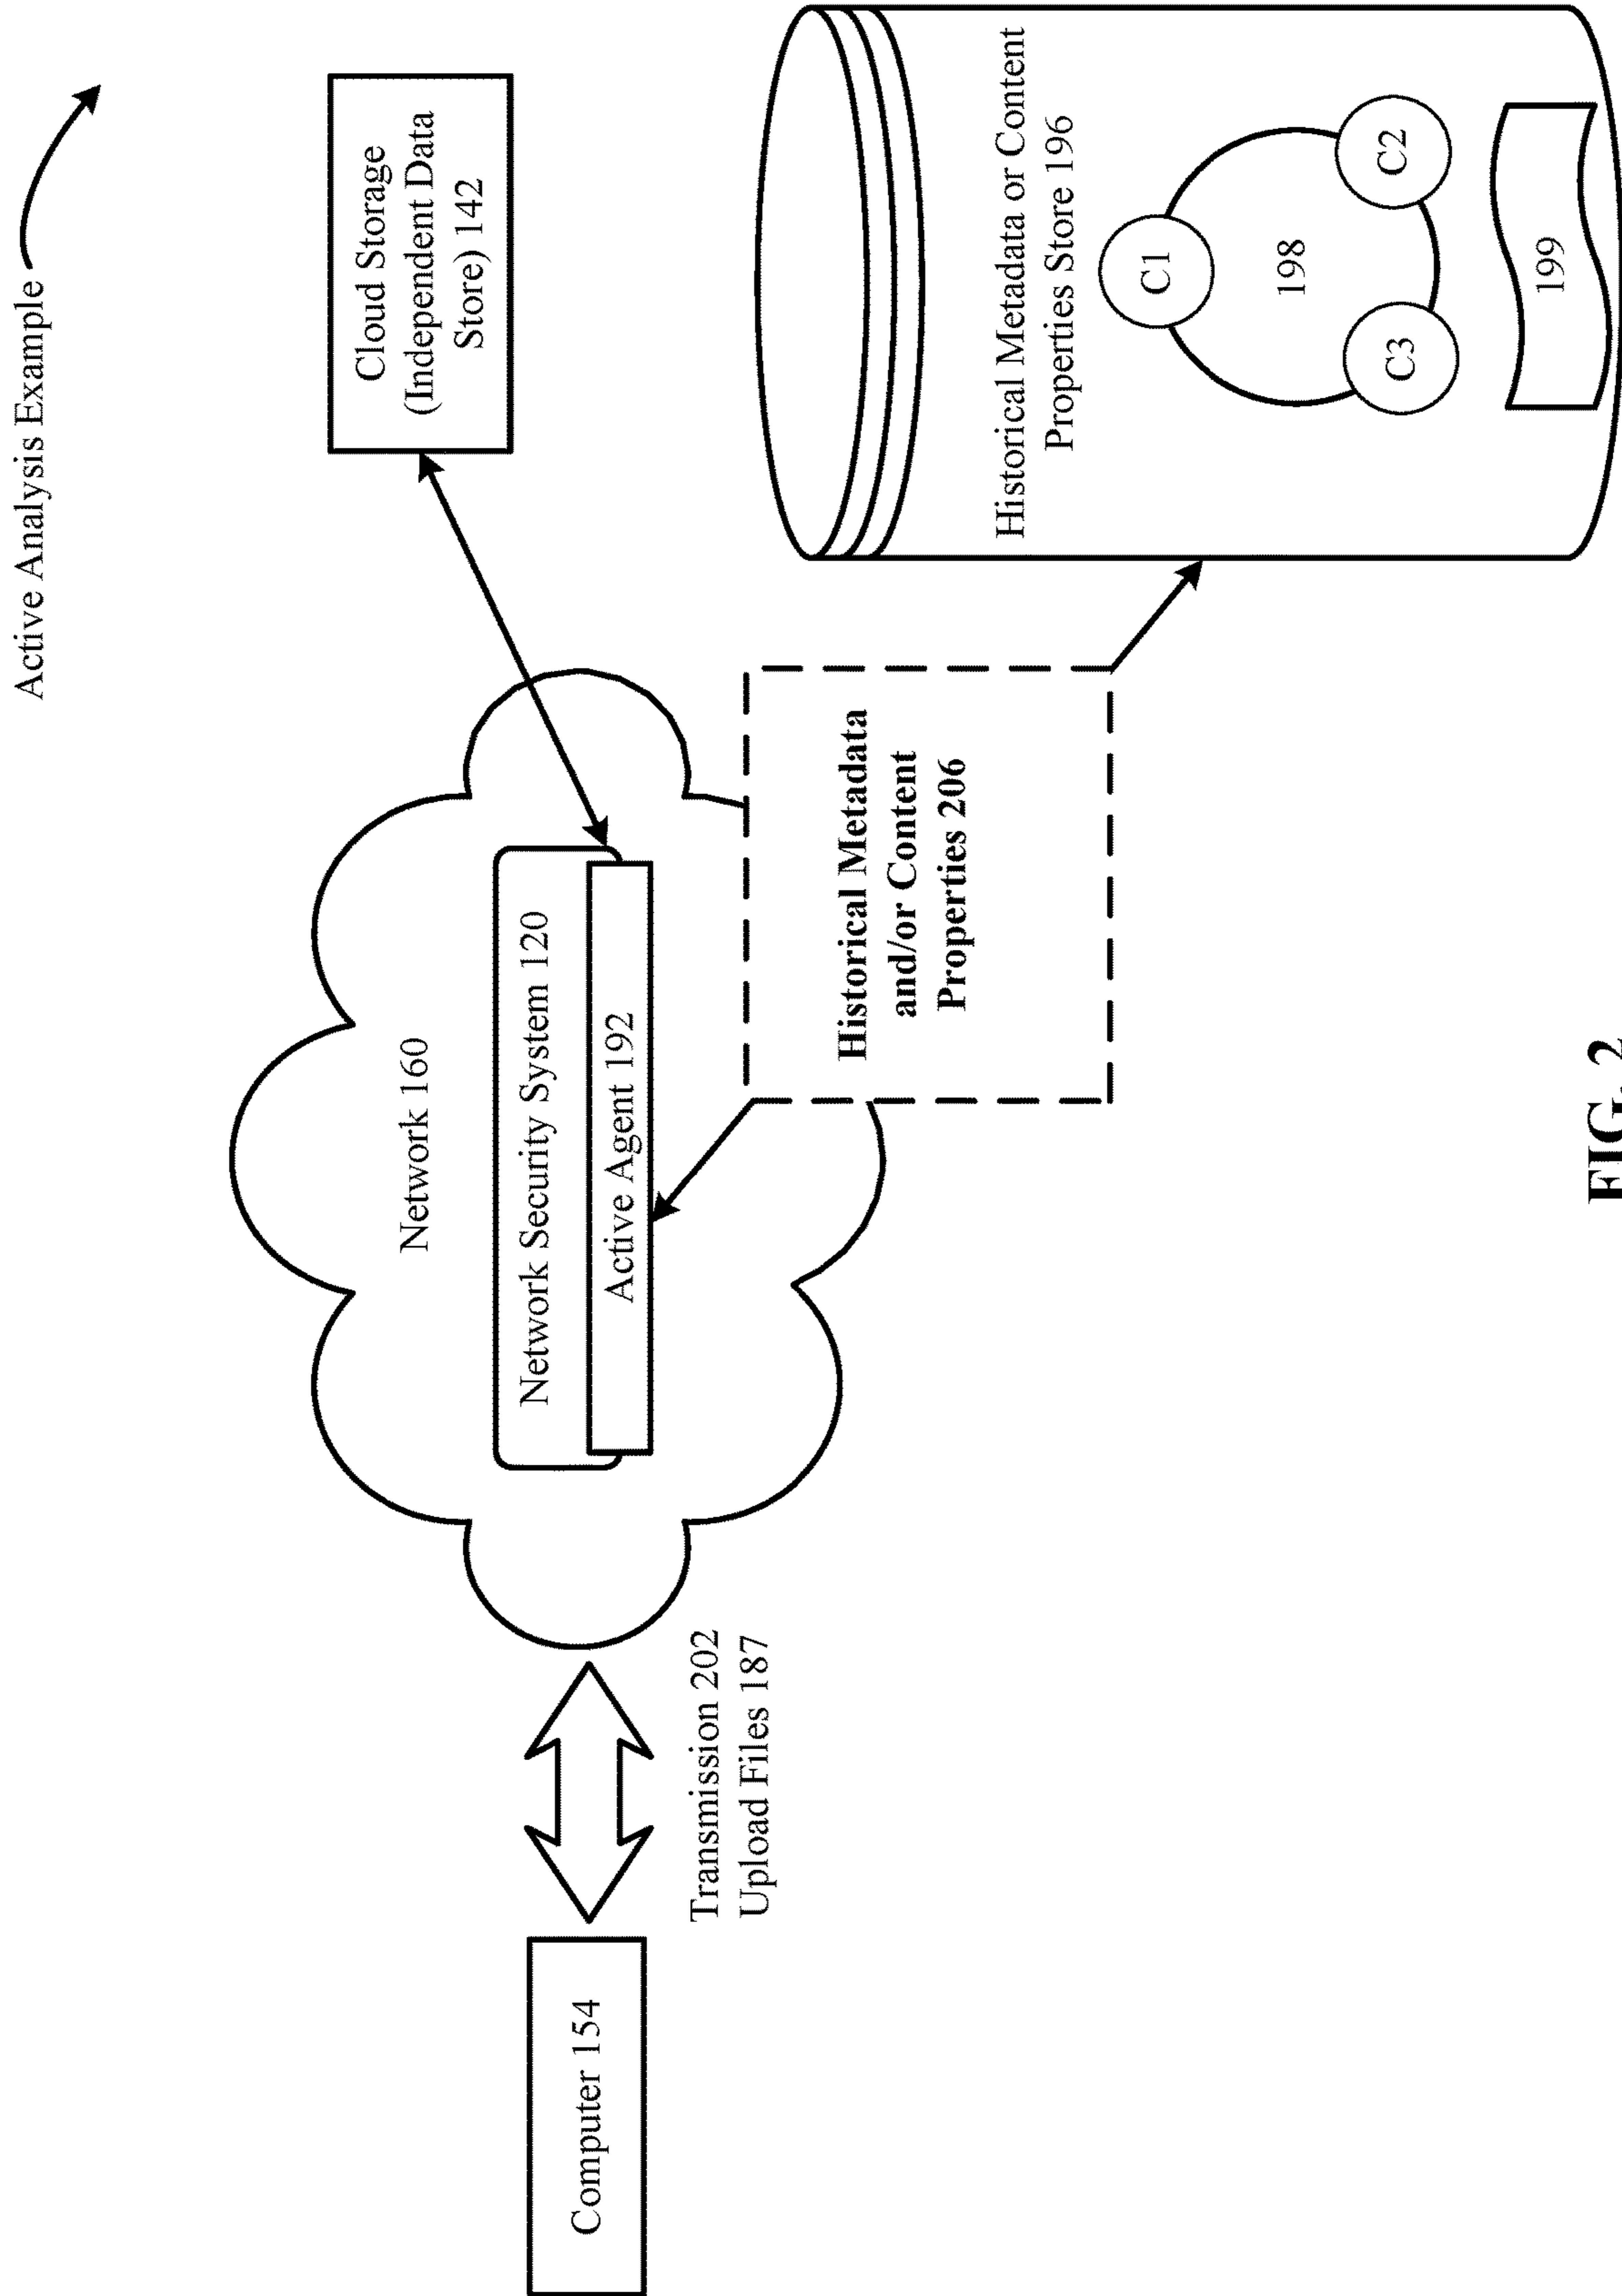 Active Analysis Example
Cloud Storage
(Independent Data
Store) 142
Network 160
Network Security System 120
Active Agent 192
Computer 154
Transmission 202
Upload Files 187
Historical Metadata
and/or Content
Properties 206
Historical Metadata or Content
Properties Store 196
C1
198
C3
C2
199
FIG. 2